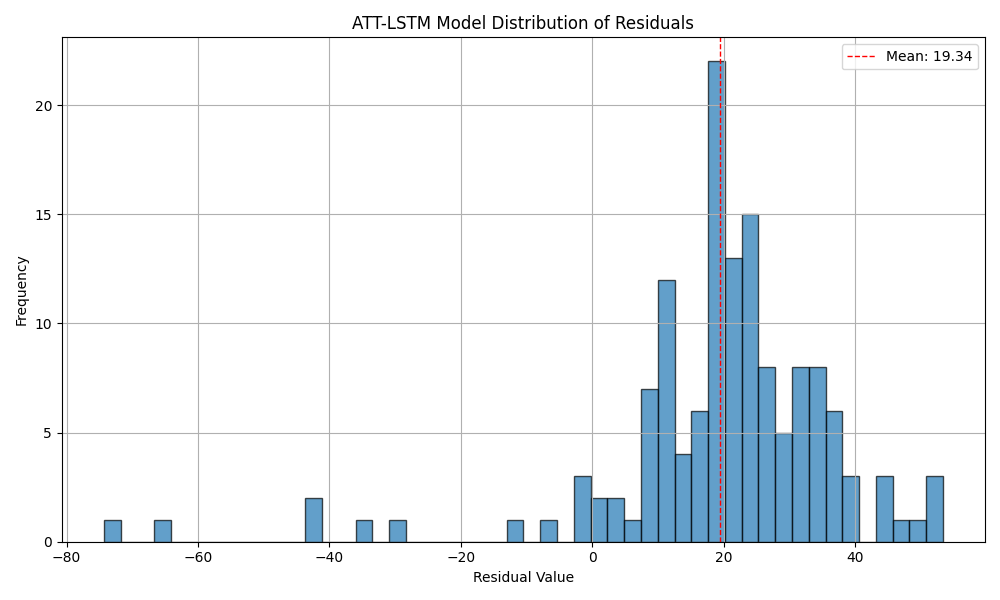 ATT-LSTM Model Distribution of Residuals
Mean: 19.34
Frequency
20
15
10
5
0
−80 −60 −40 −20 0 20 40
Residual Value